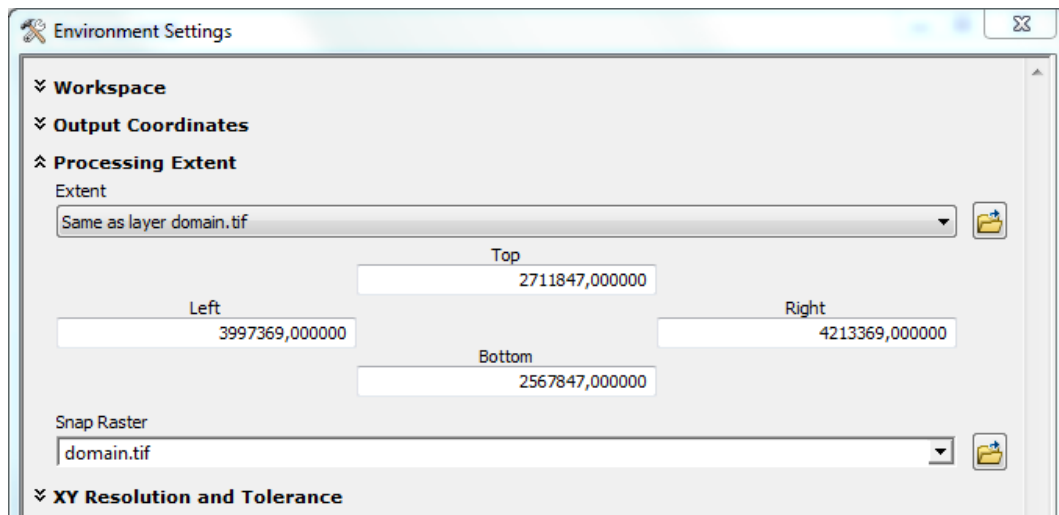 Environment Settings
Workspace
Output Coordinates
Processing Extent
Extent
Same as layer domain.tif
Top
2711847,000000
Left
Right
3997369,000000
4213369,000000
Bottom
2567847,000000
Snap Raster
domain.tif
XY Resolution and Tolerance